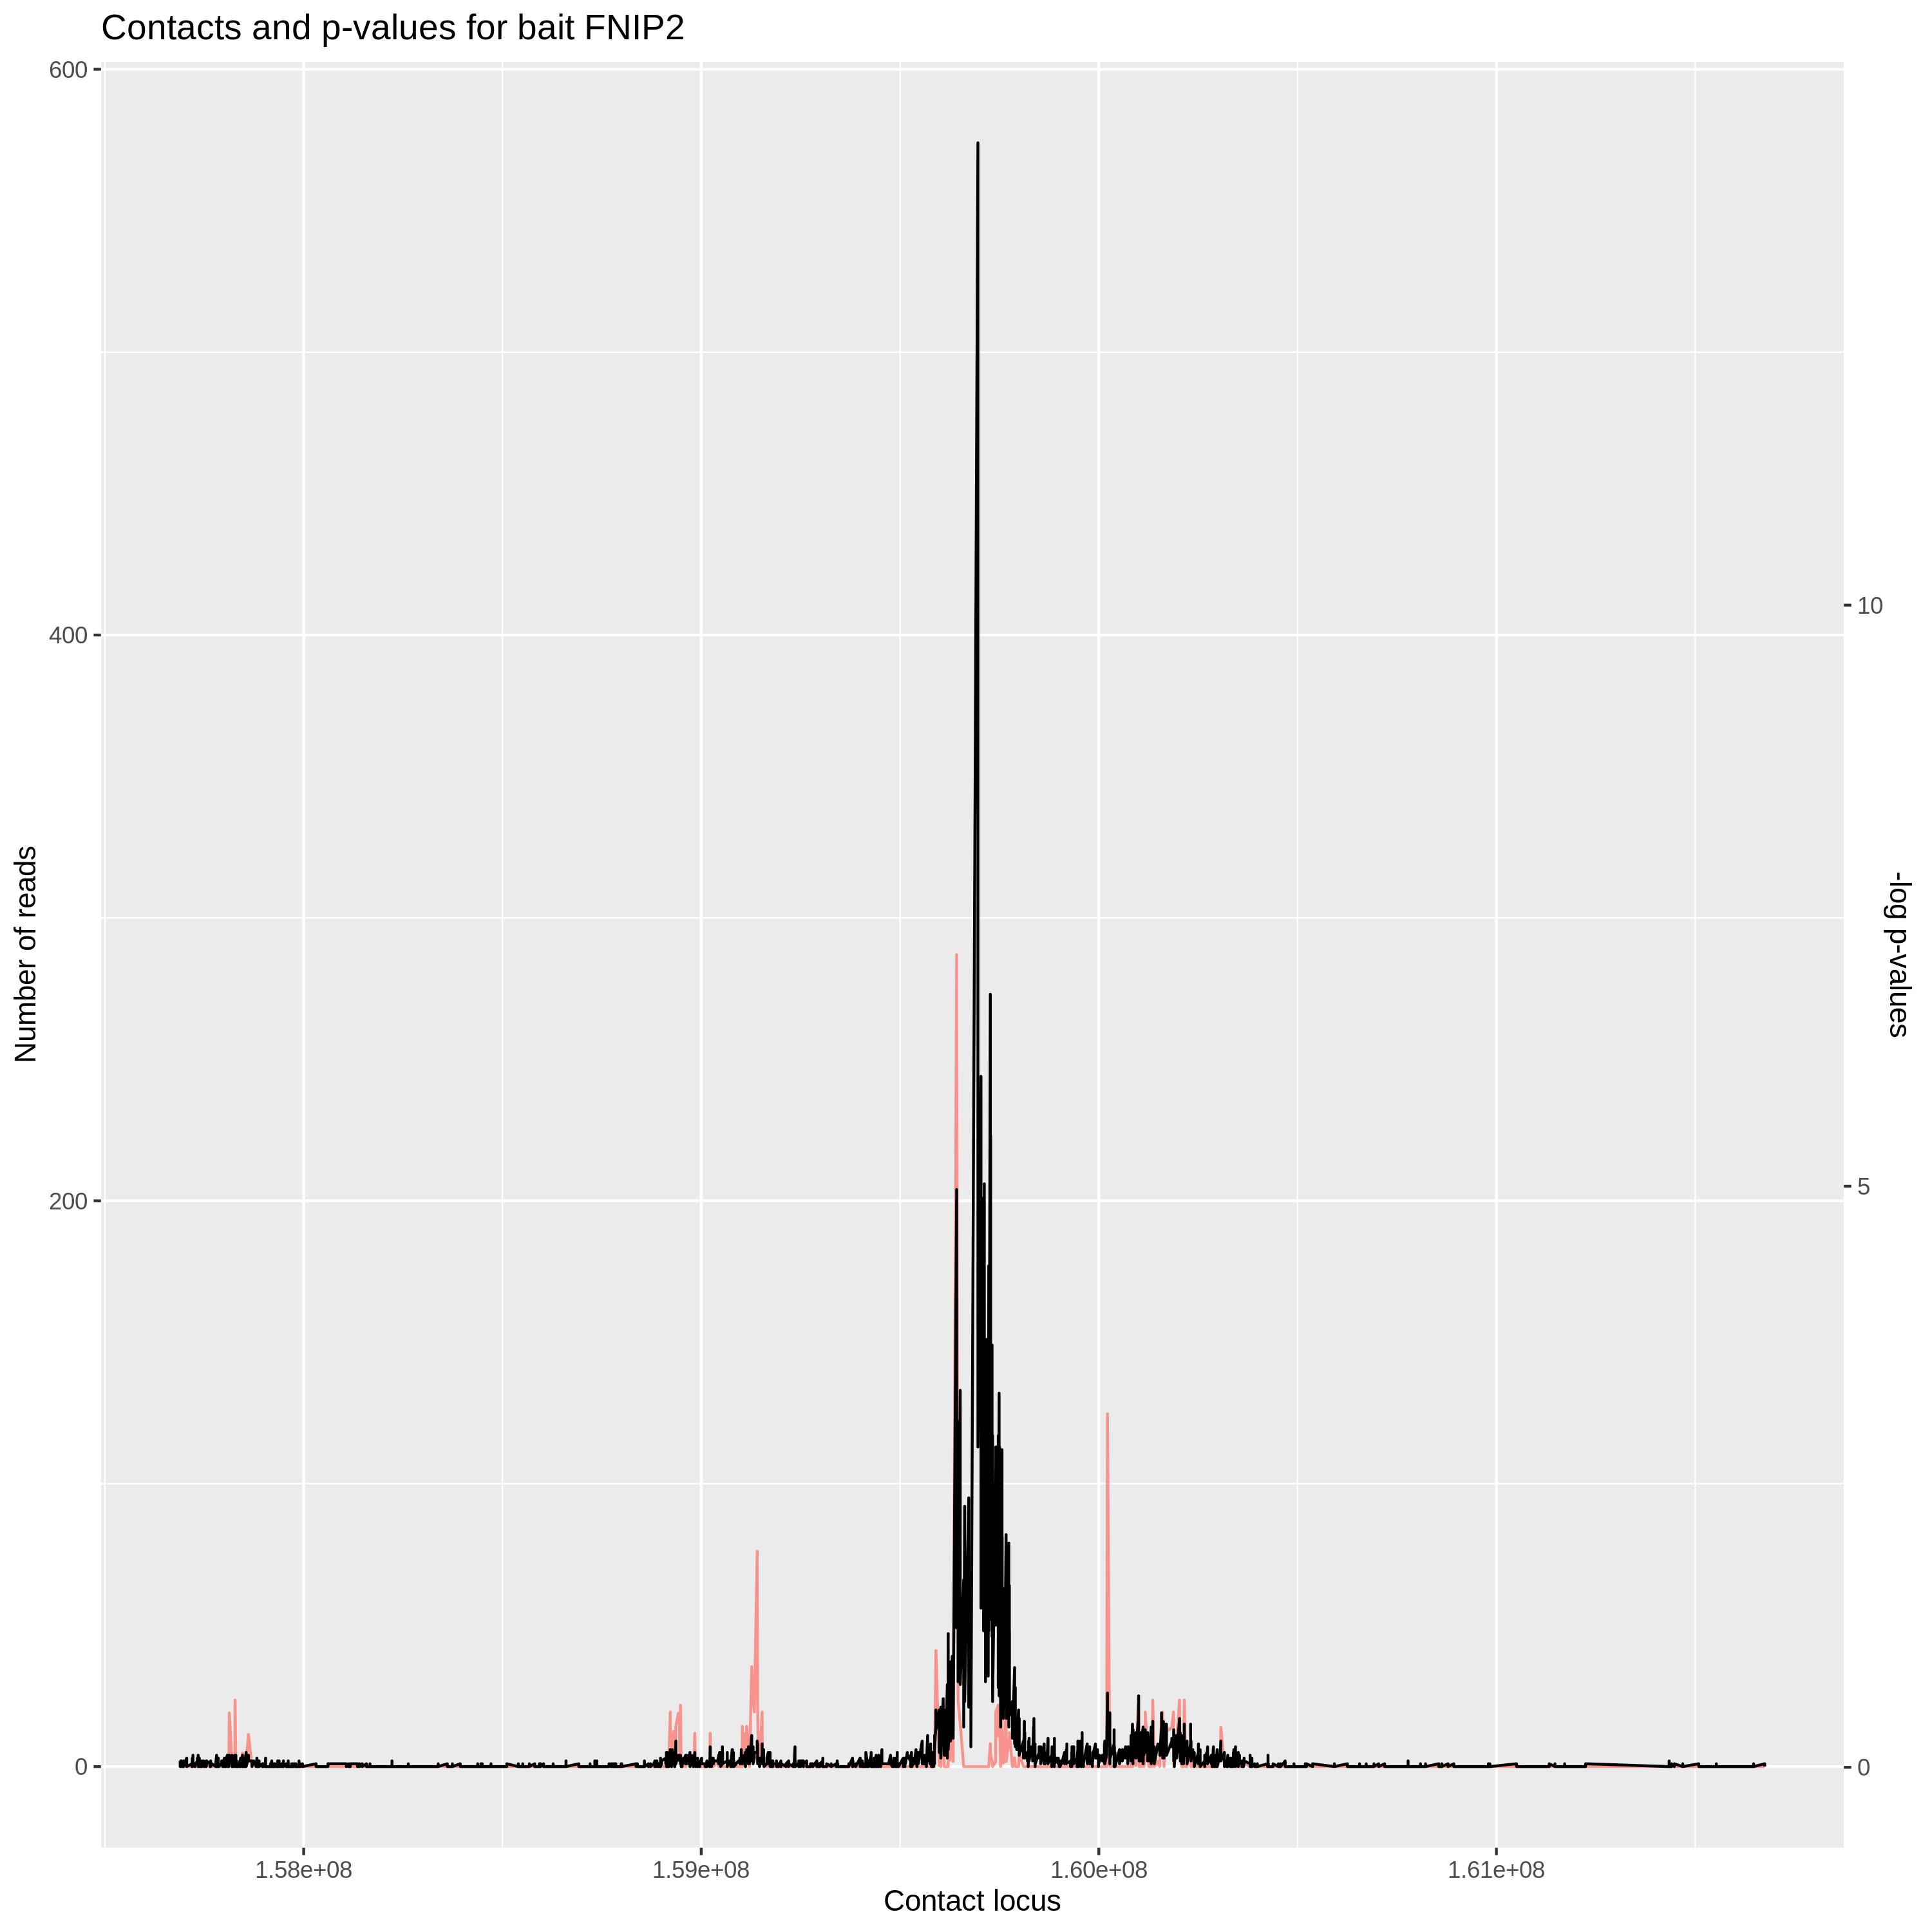 Contacts and p-values for bait FNIP2
600
400
200
0
Number of reads
10
5
0
-log p-values
1.58e+08
1.59e+08
1.60e+08
1.61e+08
Contact locus